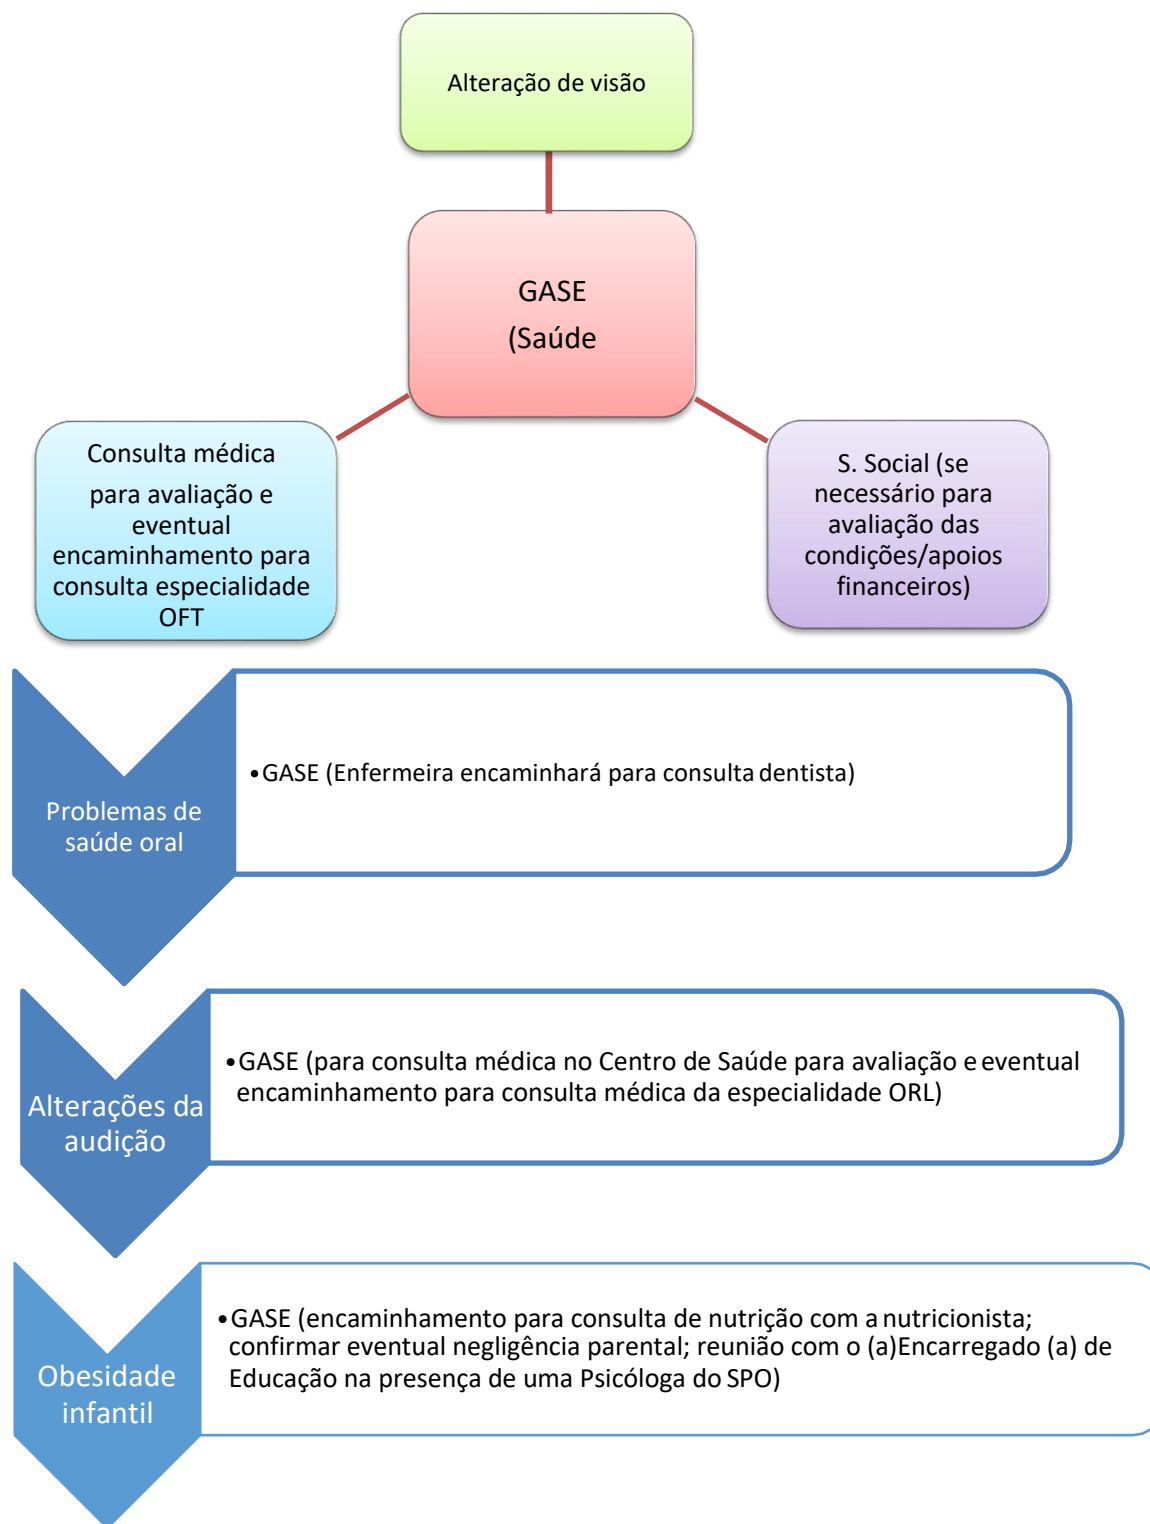 Alteração de visão
GASE
(Saúde
Consulta médica
para avaliação e
eventual
encaminhamento para
consulta especialidade
OFT
S. Social (se
necessário para
avaliação das
condições/apoios
financeiros)
Problemas de
saúde oral
•GASE (Enfermeira encaminhará para consulta dentista)
Alterações da
audição
•GASE (para consulta médica no Centro de Saúde para avaliação e eventual
encaminhamento para consulta médica da especialidade ORL)
Obesidade
infantil
•GASE (encaminhamento para consulta de nutrição com a nutricionista;
confirmar eventual negligência parental; reunião com o (a)Encarregado (a) de
Educação na presença de uma Psicóloga do SPO)